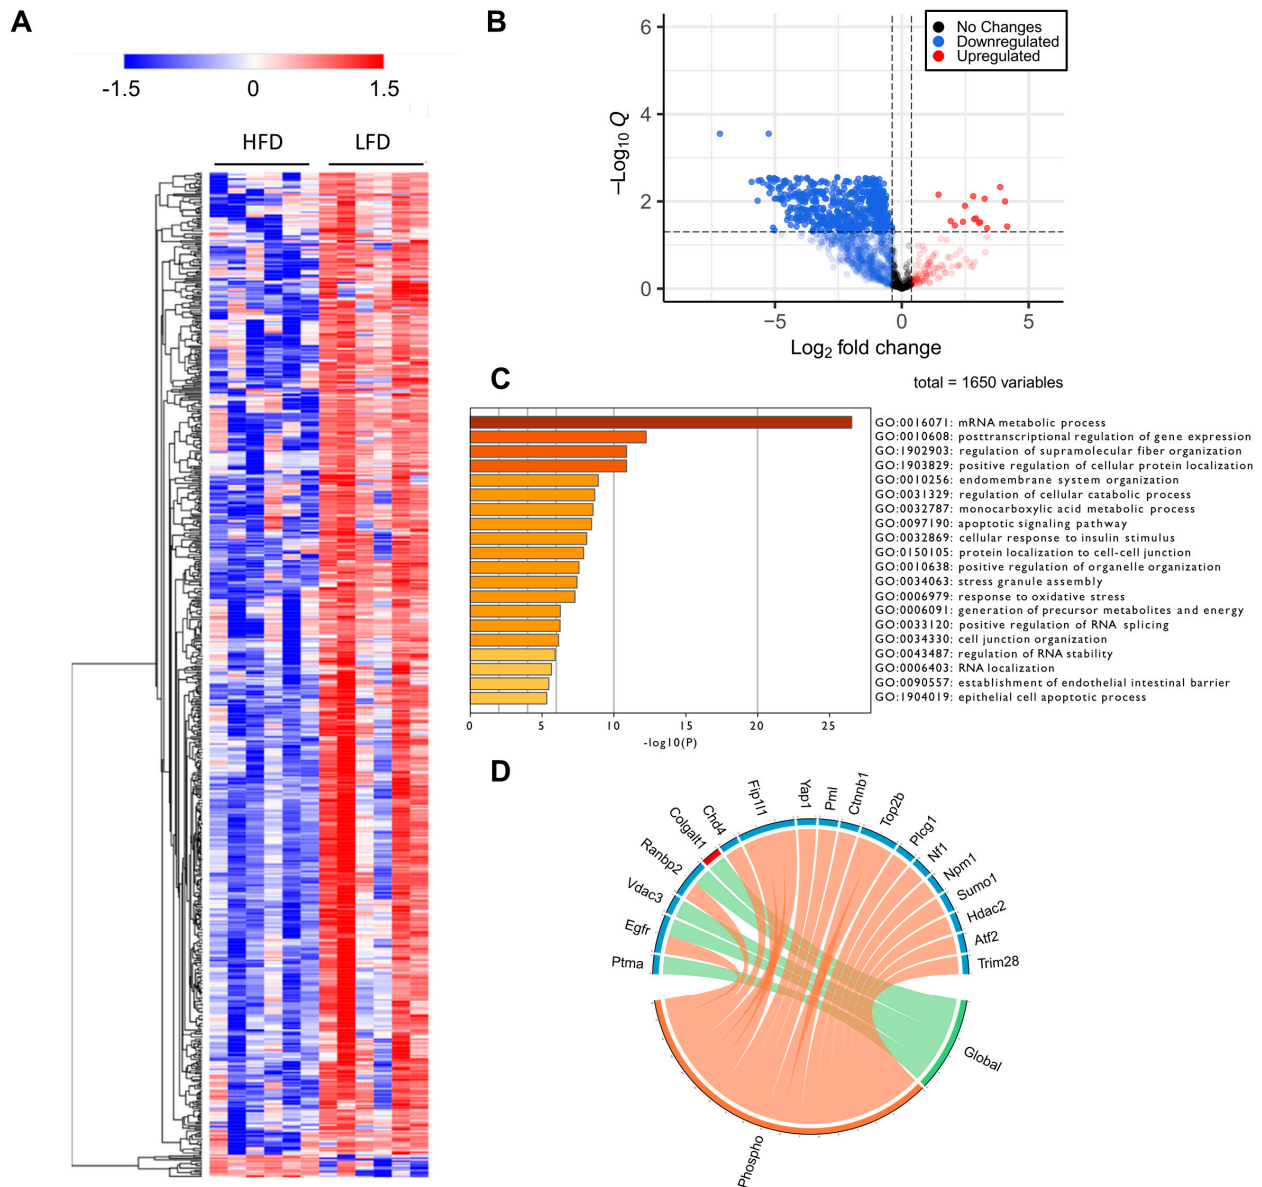 A
-1.5 0 1.5
HFD LFD
B
No Changes
Downregulated
Upregulated
6
4
2
0
−Log10 Q
−5 0 5
Log2 fold change
total = 1650 variables
C
GO:0016071: mRNA metabolic process
GO:0010608: posttranscriptional regulation of gene expression
GO:1902903: regulation of supramolecular fiber organization
GO:1903829: positive regulation of cellular protein localization
GO:0010256: endomembrane system organization
GO:0031329: regulation of cellular catabolic process
GO:0032787: monocarboxylic acid metabolic process
GO:0097190: apoptotic signaling pathway
GO:0032869: cellular response to insulin stimulus
GO:0150105: protein localization to cell-cell junction
GO:0010638: positive regulation of organelle organization
GO:0034063: stress granule assembly
GO:0006979: response to oxidative stress
GO:0006091: generation of precursor metabolites and energy
GO:0033120: positive regulation of RNA splicing
GO:0034330: cell junction organization
GO:0043487: regulation of RNA stability
GO:0006403: RNA localization
GO:0090557: establishment of endothelial intestinal barrier
GO:1904019: epithelial cell apoptotic process
0 5 10 15 20 25
-log10(P)
D
Ptma
Egfr
Vdac3
Ranbp2
Colgalt1
Chd4
Fip1l1
Yap1
Pml
Ctnnb1
Top2b
Plcg1
Nf1
Npm1
Sumo1
Hdac2
Atf2
Trim28
Global
Phospho